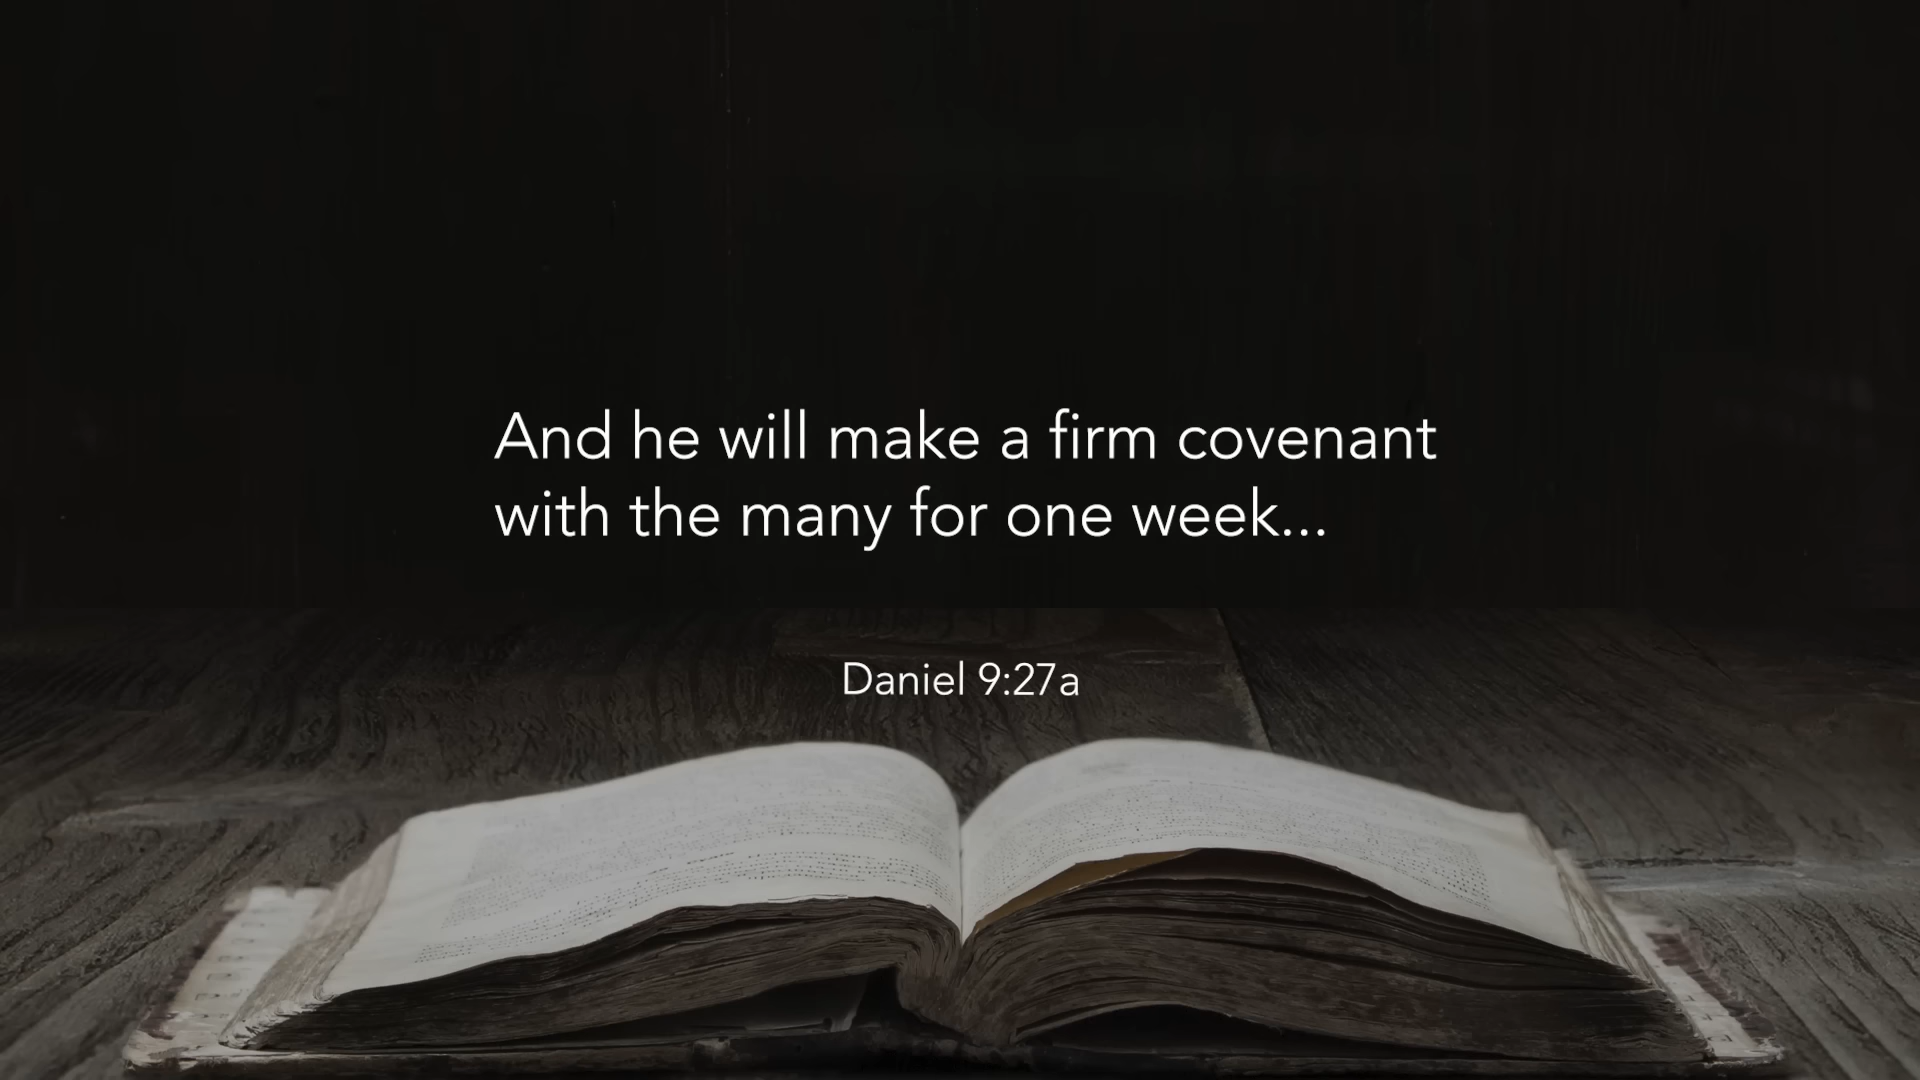 And he will make a firm covenant
with the many for one week...
Daniel 9:27a